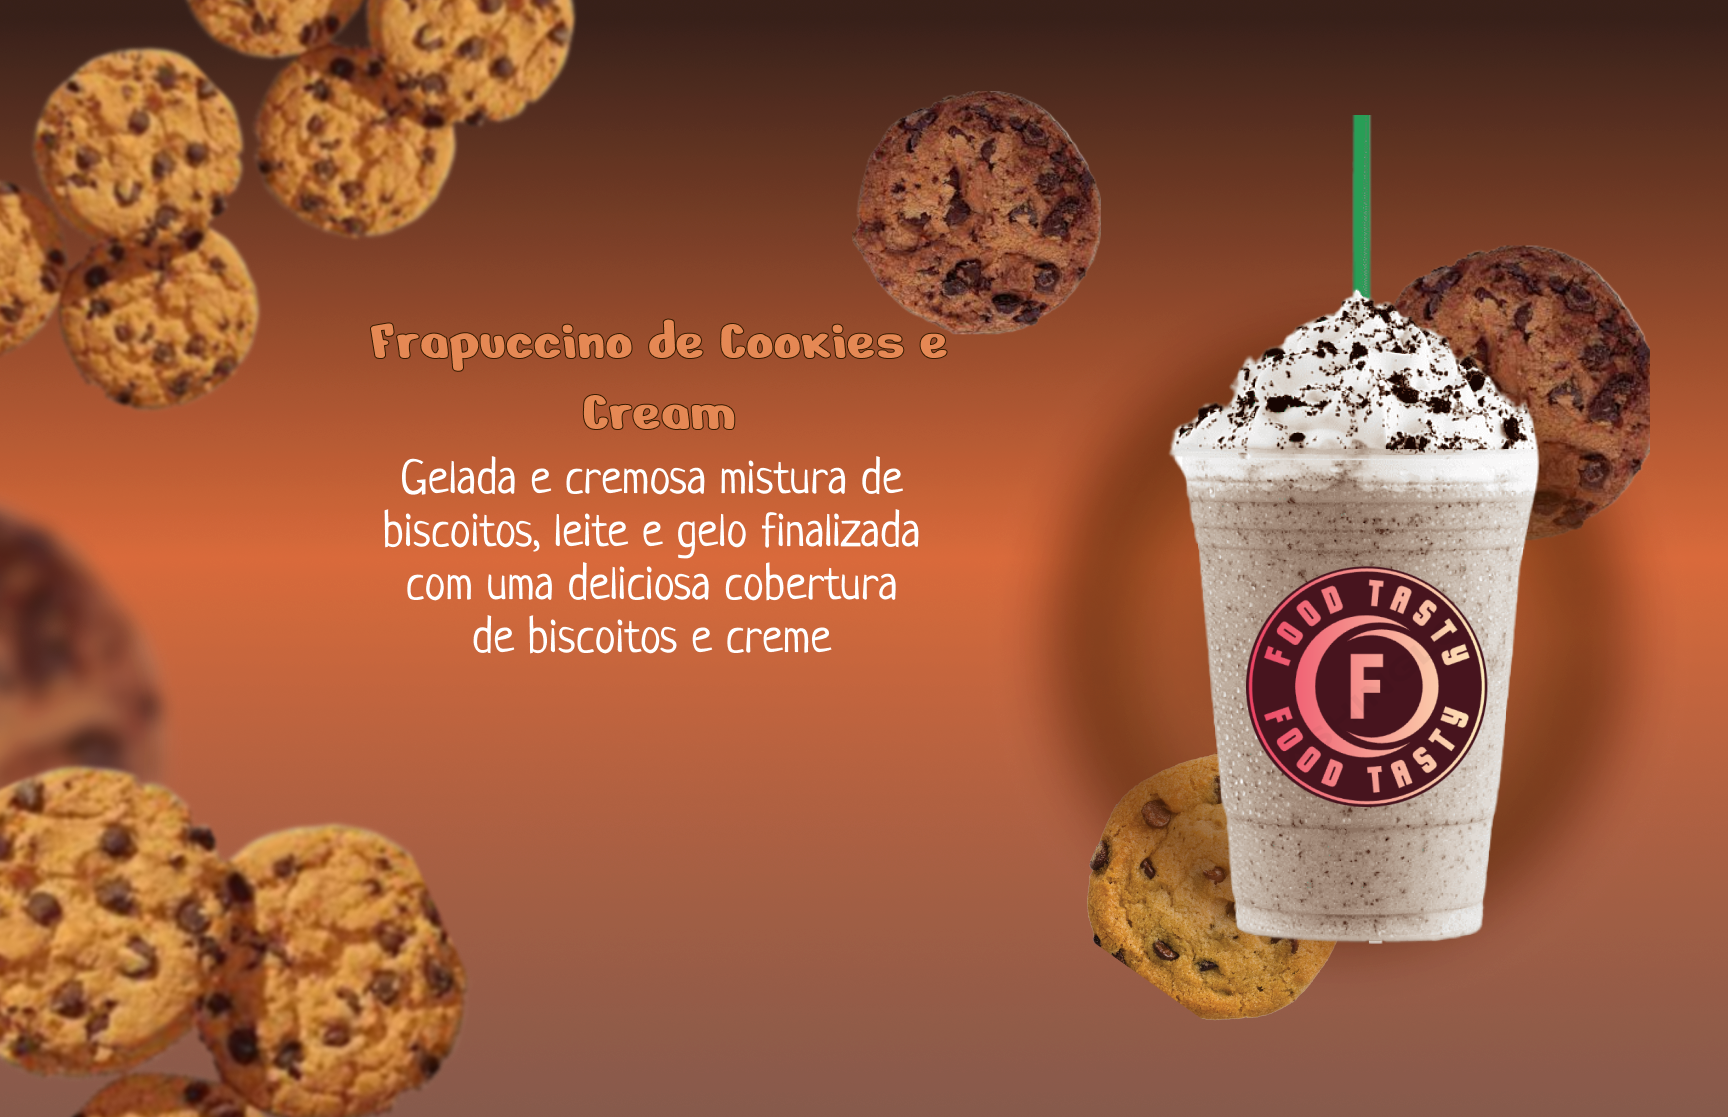 Frapuccino de Cookies e
Cream
Gelada e cremosa mistura de
biscoitos, leite e gelo finalizada
com uma deliciosa cobertura
de biscoitos e creme
FOOD TASTY
F
FOOD TASTY